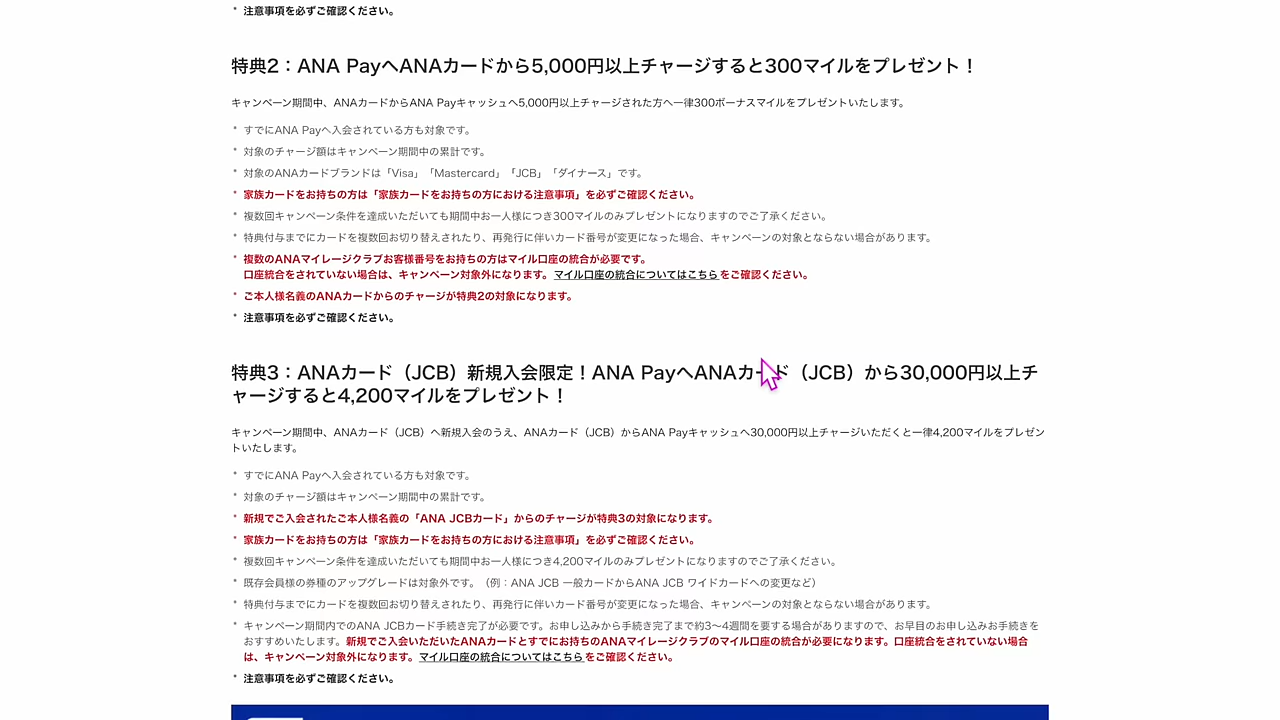 * 注意事項を必ずご確認ください。
特典2：ANA PayへANAカードから5,000円以上チャージすると300マイルをプレゼント！
キャンペーン期間中、ANAカードからANA Payキャッシュへ5,000円以上チャージされた方へ一律300ボーナスマイルをプレゼントいたします。
* すでにANA Payへ入会されている方も対象です。
* 対象のチャージ額はキャンペーン期間中の累計です。
* 対象のANAカードブランドは「Visa」「Mastercard」「JCB」「ダイナース」です。
* 家族カードをお持ちの方は「家族カードをお持ちの方における注意事項」を必ずご確認ください。
* 複数回キャンペーン条件を達成いただいても期間中お一人様につき300マイルのみプレゼントになりますのでご了承ください。
* 特典付与までにカードを複数回お切り替えされたり、再発行に伴いカード番号が変更になった場合、キャンペーンの対象とならない場合があります。
* 複数のANAマイレージクラブお客様番号をお持ちの方はマイル口座の統合が必要です。
口座統合をされていない場合は、キャンペーン対象外になります。マイル口座の統合についてはこちらをご確認ください。
* ご本人様名義のANAカードからのチャージが特典2の対象になります。
* 注意事項を必ずご確認ください。
特典3：ANAカード（JCB）新規入会限定！ANA PayへANAカード（JCB）から30,000円以上チ
ャージすると4,200マイルをプレゼント！
キャンペーン期間中、ANAカード（JCB）へ新規入会のうえ、ANAカード（JCB）からANA Payキャッシュへ30,000円以上チャージいただくと一律4,200マイルをプレゼン
トいたします。
* すでにANA Payへ入会されている方も対象です。
* 対象のチャージ額はキャンペーン期間中の累計です。
* 新規でご入会されたご本人様名義の「ANA JCBカード」からのチャージが特典3の対象になります。
* 家族カードをお持ちの方は「家族カードをお持ちの方における注意事項」を必ずご確認ください。
* 複数回キャンペーン条件を達成いただいても期間中お一人様につき4,200マイルのみプレゼントになりますのでご了承ください。
* 既存会員様の券種のアップグレードは対象外です。（例：ANA JCB 一般カードからANA JCB ワイドカードへの変更など）
* 特典付与までにカードを複数回お切り替えされたり、再発行に伴いカード番号が変更になった場合、キャンペーンの対象とならない場合があります。
* キャンペーン期間内でのANA JCBカード手続き完了が必要です。お申し込みから手続き完了まで約3～4週間を要する場合がありますので、お早目のお申し込みお手続きを
おすすめいたします。新規でご入会いただいたANAカードとすでにお持ちのANAマイレージクラブのマイル口座の統合が必要になります。口座統合をされていない場合
は、キャンペーン対象外になります。マイル口座の統合についてはこちらをご確認ください。
* 注意事項を必ずご確認ください。